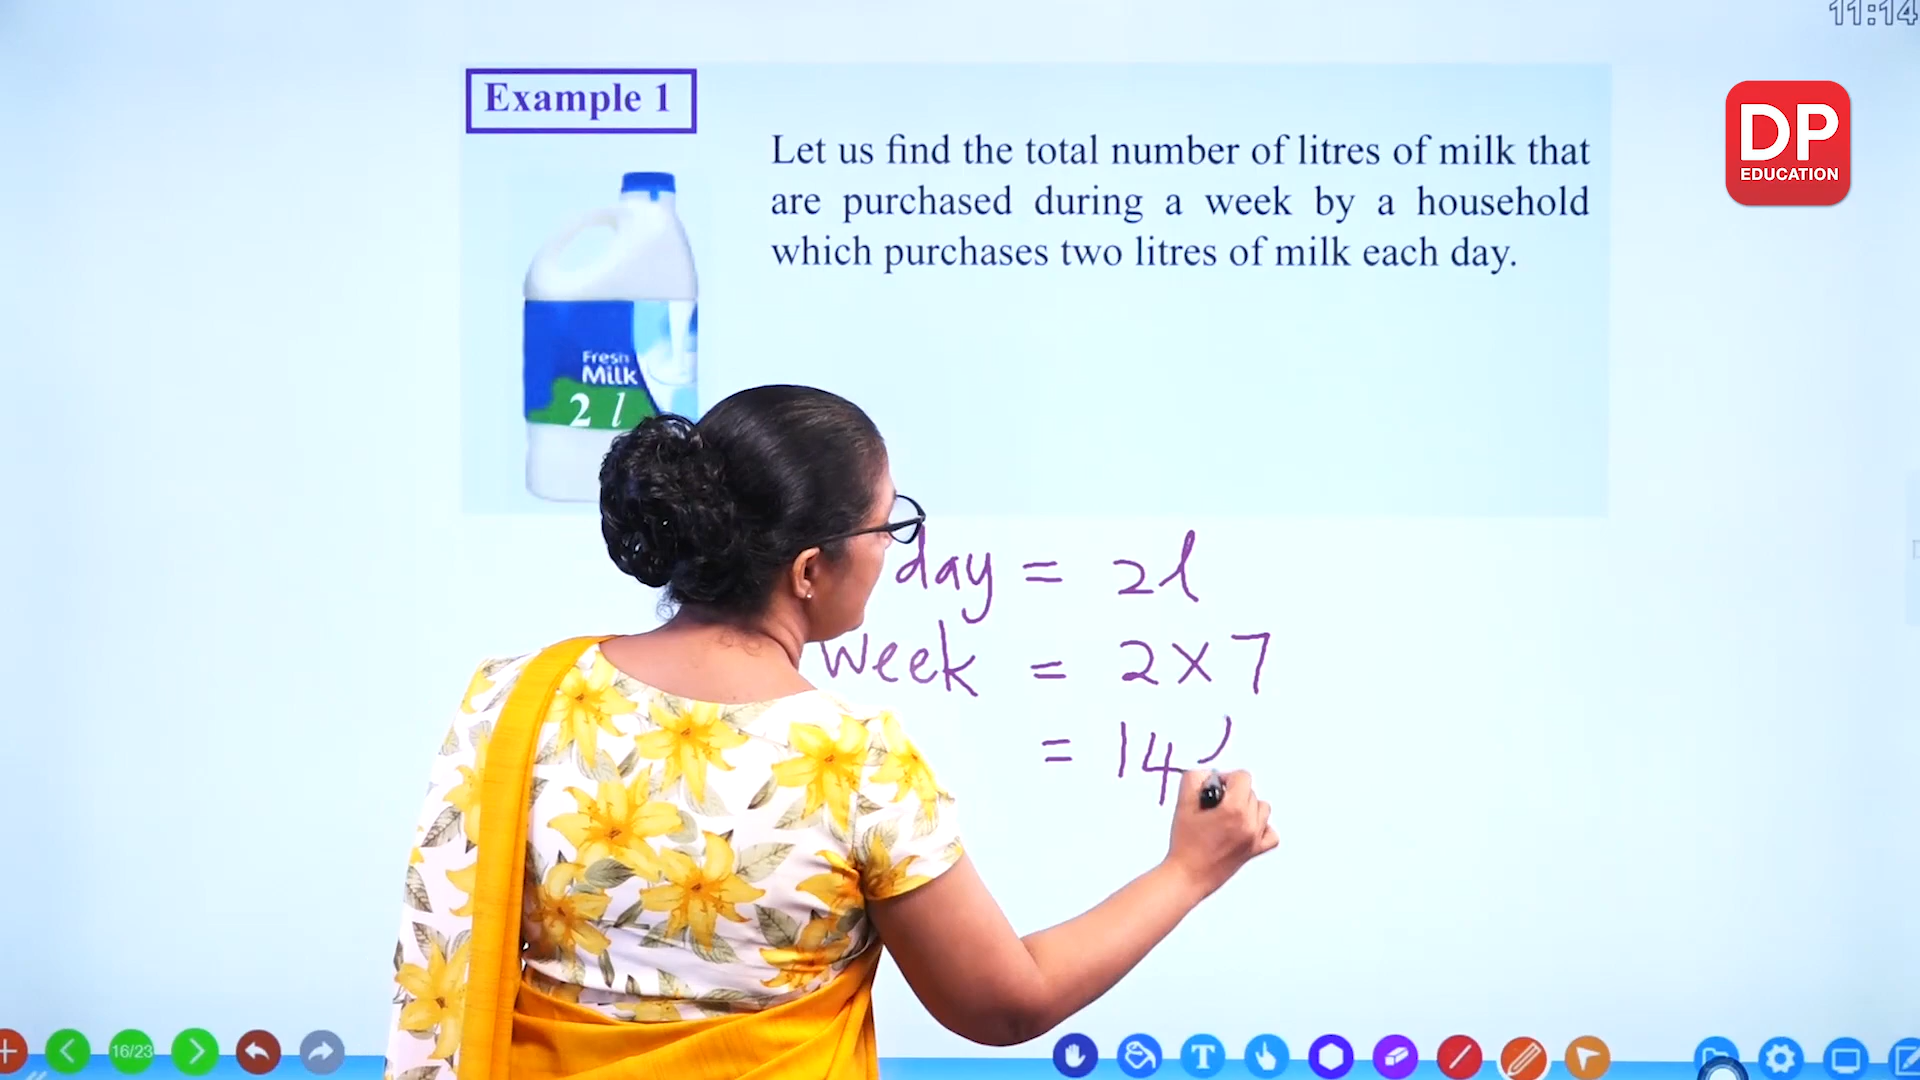 11:14
Example 1
DP
EDUCATION
Let us find the total number of litres of milk that
are purchased during a week by a household
which purchases two litres of milk each day.
Fresh
Milk
2 l
day = 2l
week = 2×7
= 14
16/23
T